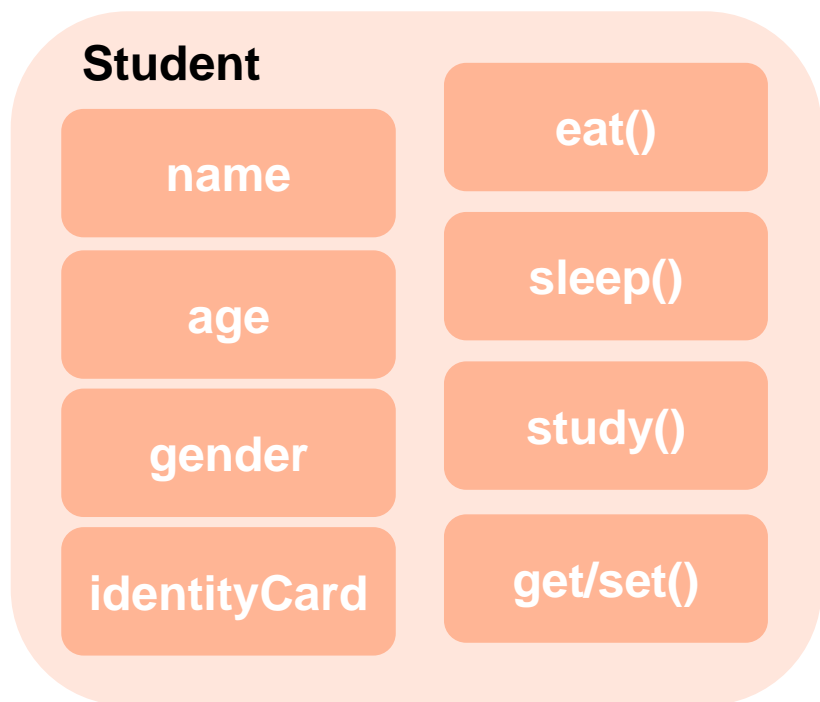 Student
name
age
gender
identityCard
eat()
sleep()
study()
get/set()